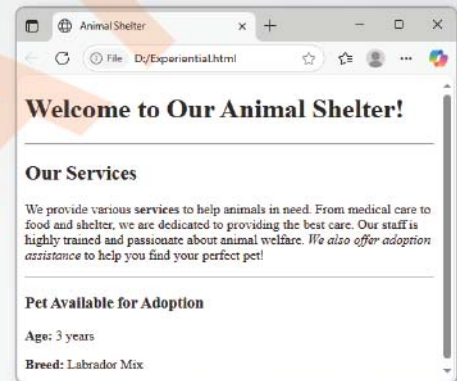 Animal Shelter
File D:/Experiential.html
Welcome to Our Animal Shelter!
Our Services
We provide various services to help animals in need. From medical care to
food and shelter, we are dedicated to providing the best care. Our staff is
highly trained and passionate about animal welfare. We also offer adoption
assistance to help you find your perfect pet!
Pet Available for Adoption
Age: 3 years
Breed: Labrador Mix